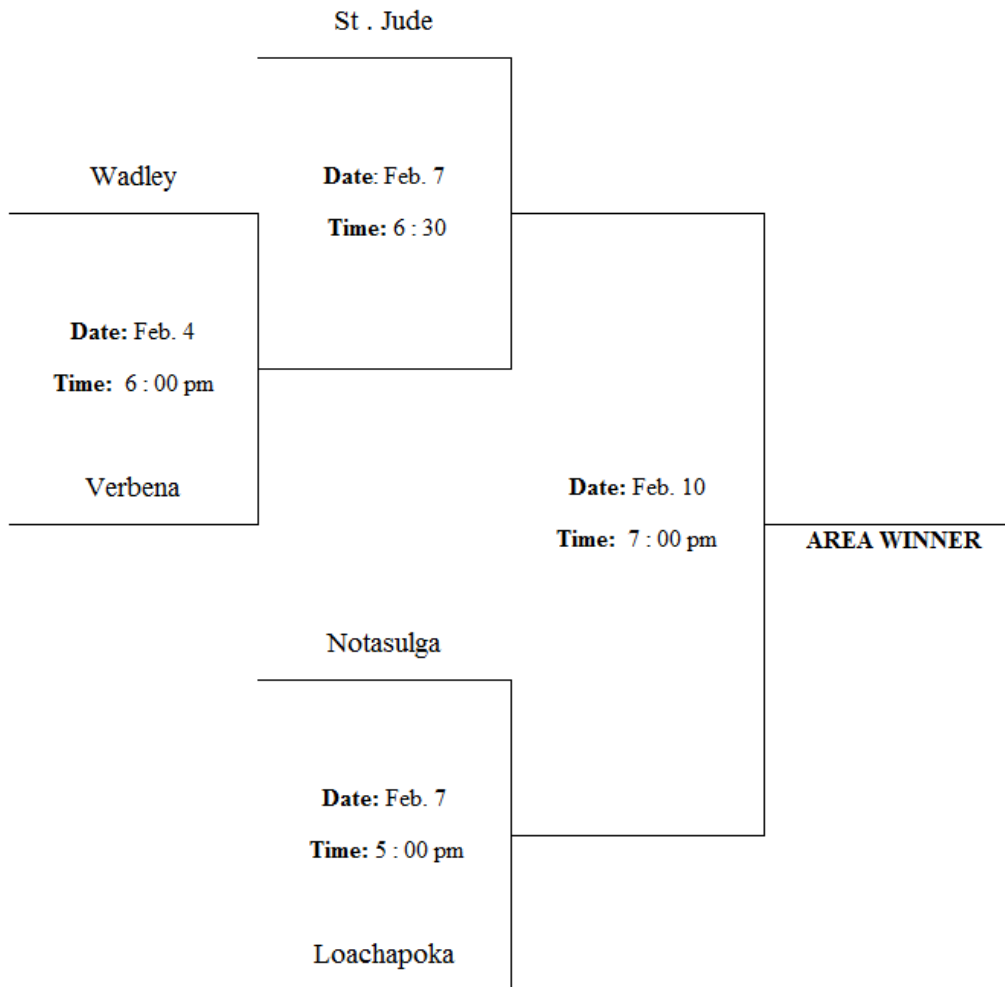 St . Jude
Wadley
Date: Feb. 7
Time: 6 : 30
Date: Feb. 4
Time: 6 : 00 pm
Verbena
Date: Feb. 10
Time: 7 : 00 pm
AREA WINNER
Notasulga
Date: Feb. 7
Time: 5 : 00 pm
Loachapoka